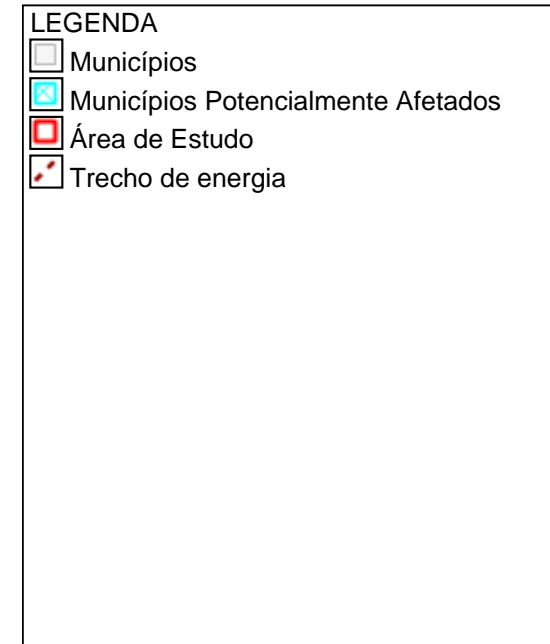 LEGENDA
Municípios
Municípios Potencialmente Afetados
Área de Estudo
Trecho de energia